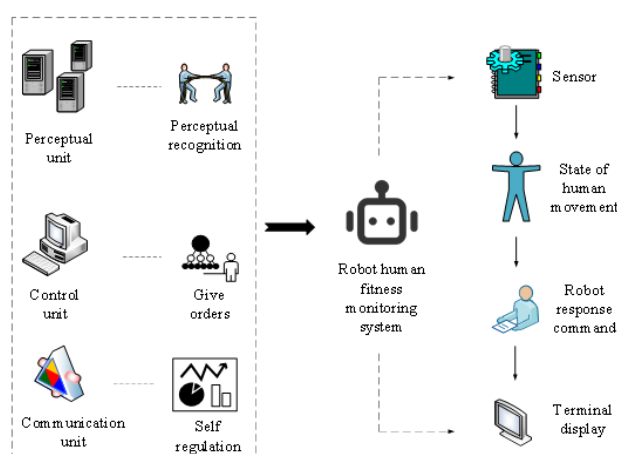 Perceptual
unit
Perceptual
recognition
Control
unit
Give
orders
Communication
unit
Self
regulation
Robot human
fitness
monitoring
system
Sensor
State of
human
movement
Robot
response
command
Terminal
display